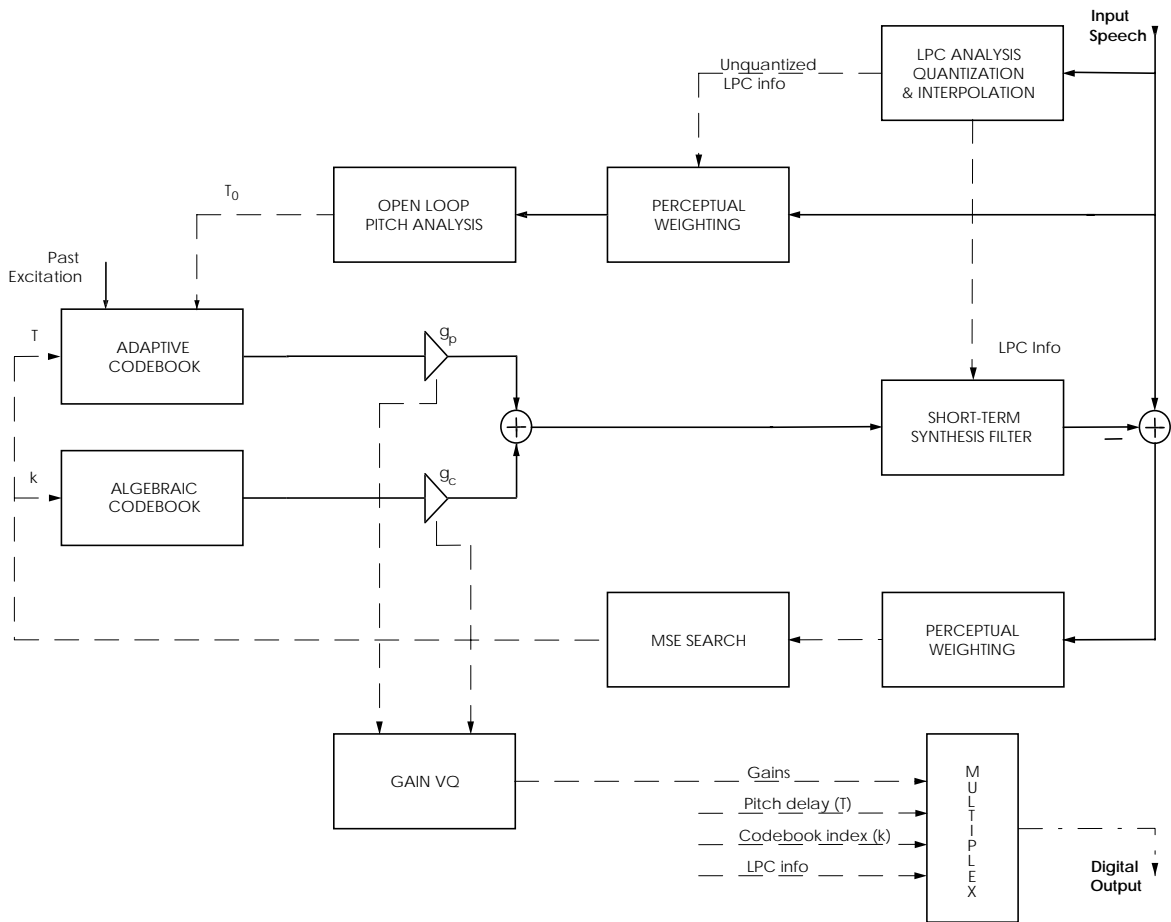 Input
Speech
LPC ANALYSIS
QUANTIZATION
& INTERPOLATION
Unquantized
LPC info
T0
OPEN LOOP
PITCH ANALYSIS
PERCEPTUAL
WEIGHTING
Past
Excitation
T
ADAPTIVE
CODEBOOK
gp
LPC Info
SHORT-TERM
SYNTHESIS FILTER
k
ALGEBRAIC
CODEBOOK
gc
MSE SEARCH
PERCEPTUAL
WEIGHTING
GAIN VQ
Gains
Pitch delay (T)
Codebook index (k)
LPC info
MULTIPLEX
Digital
Output